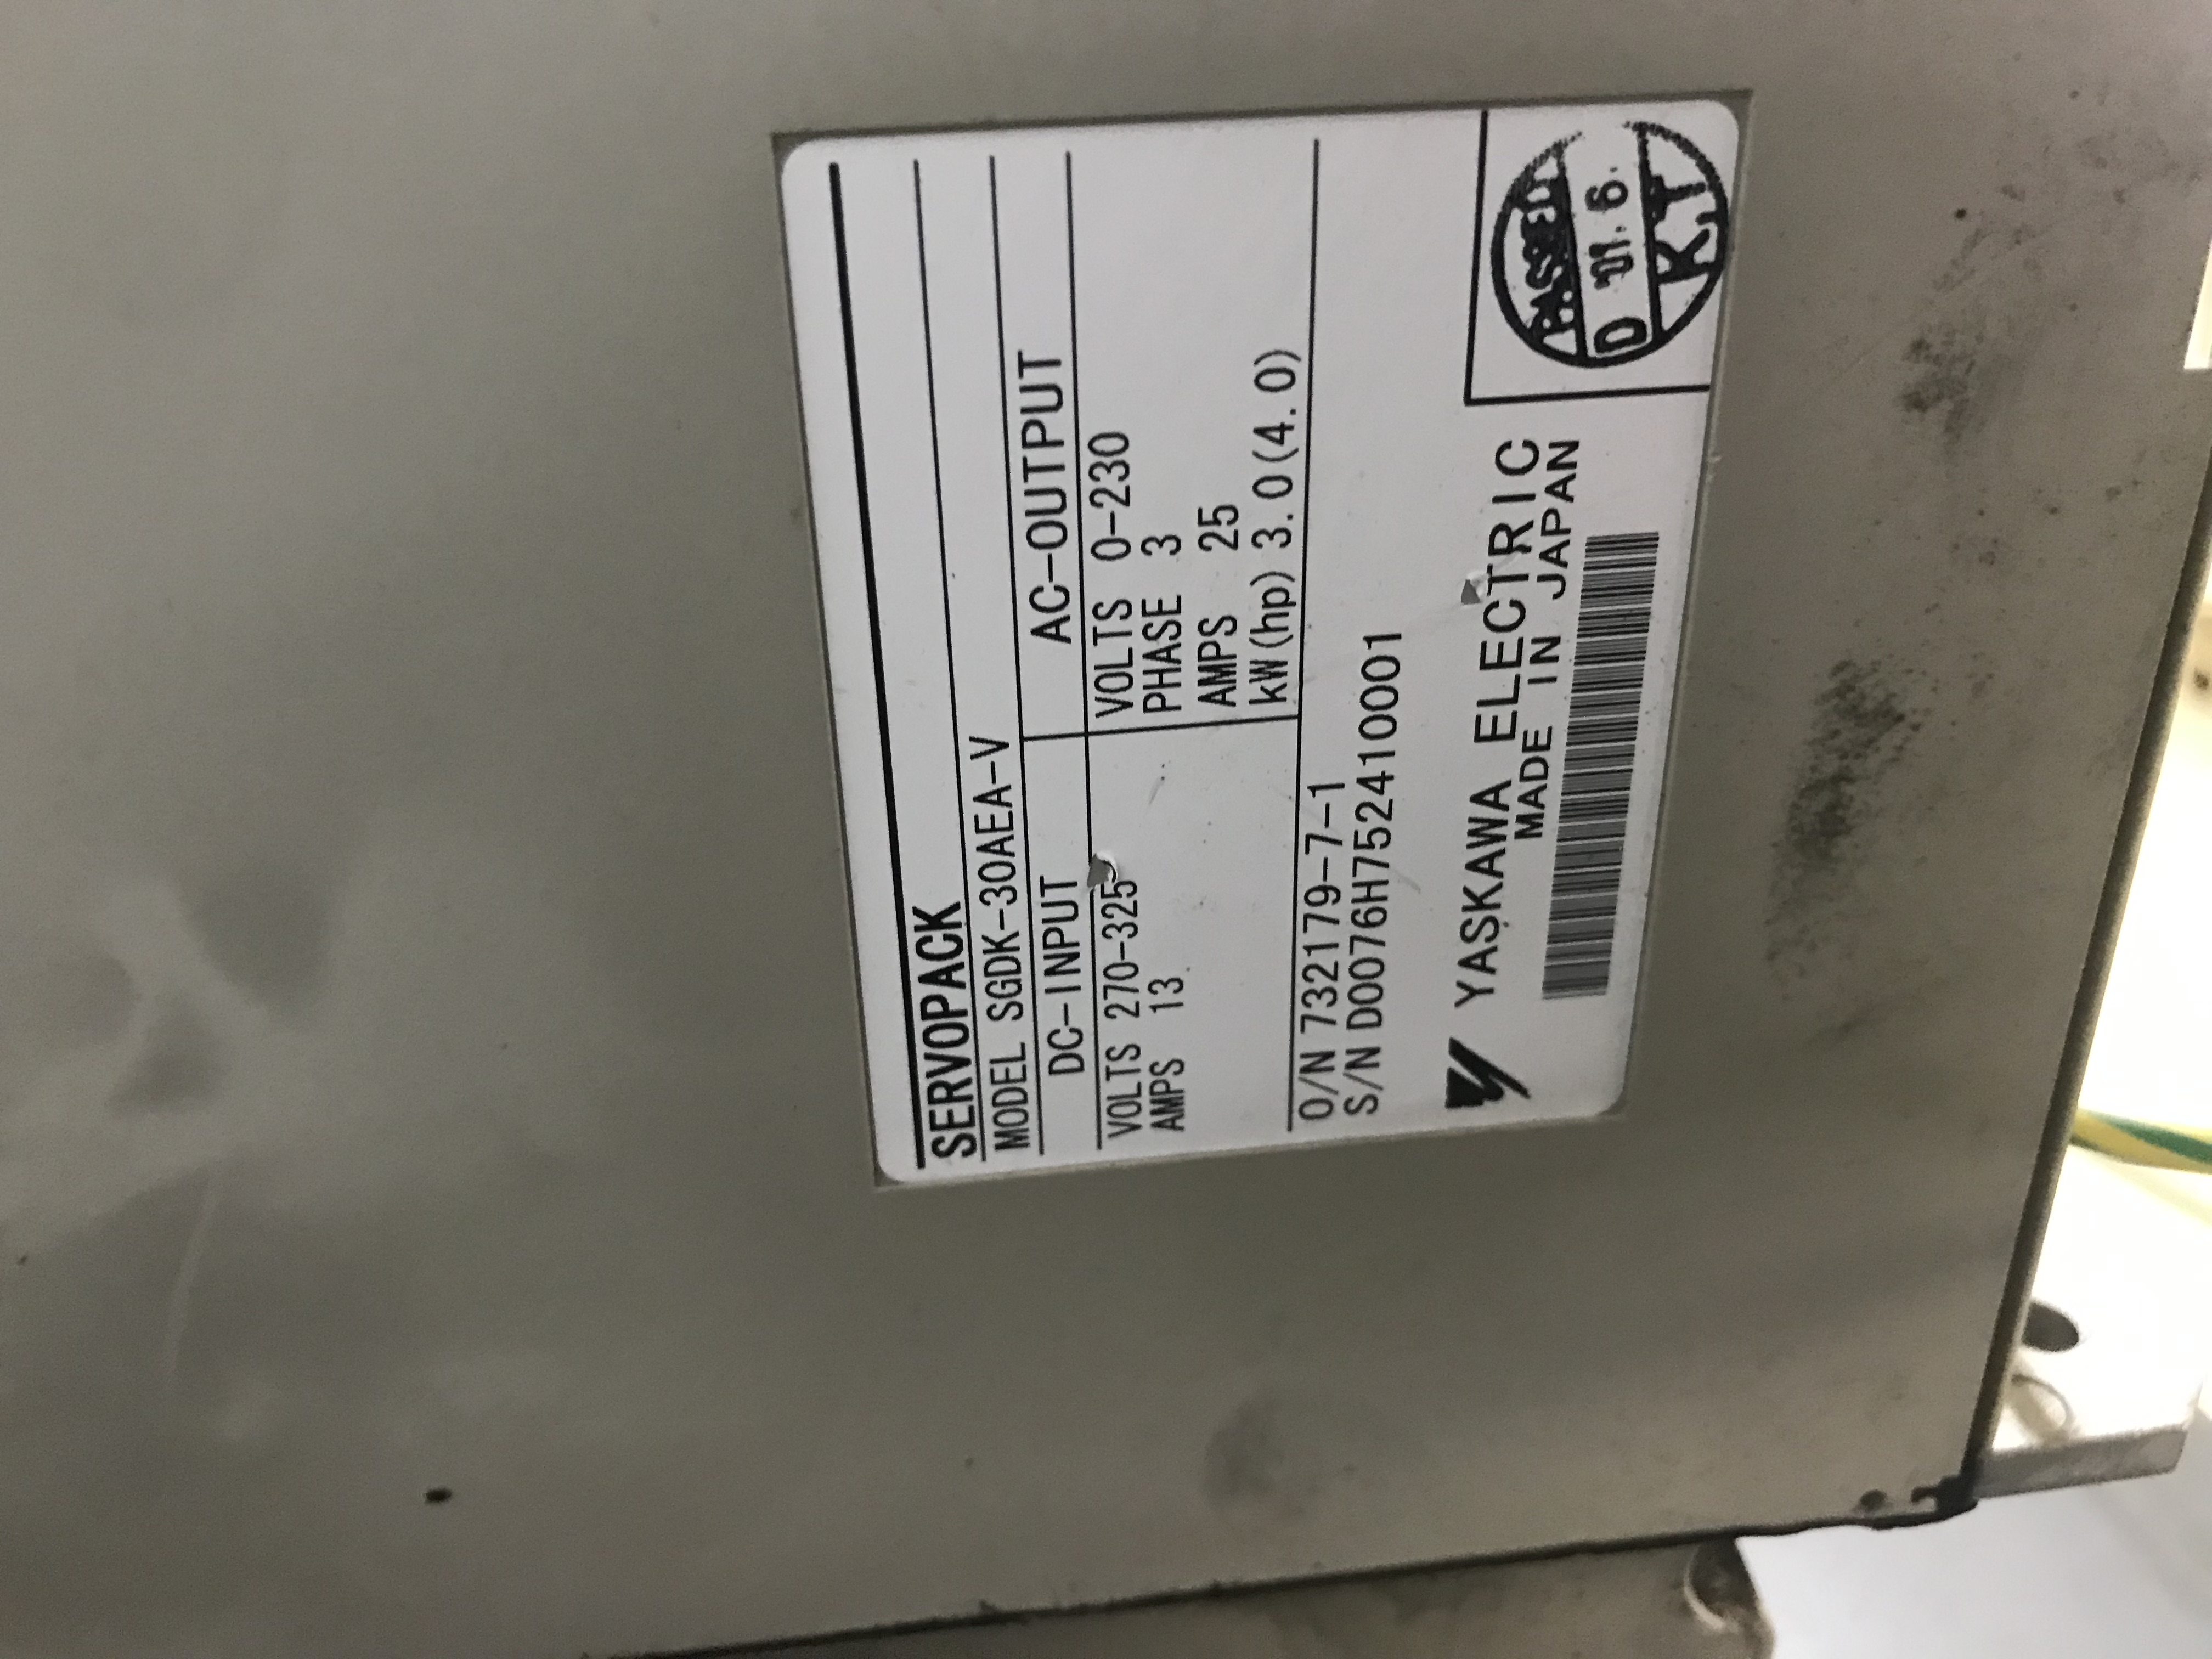 SERVOPACK
MODEL SGDK-30AEA-V
DC-INPUT AC-OUTPUT
VOLTS 270-325 VOLTS 0-230
AMPS 13 PHASE 3
AMPS 25
kW(hp) 3.0(4.0)
O/N 732179-7-1
S/N D0076H752410001
YASKAWA ELECTRIC
MADE IN JAPAN
PASSED
D 01.6
K.T